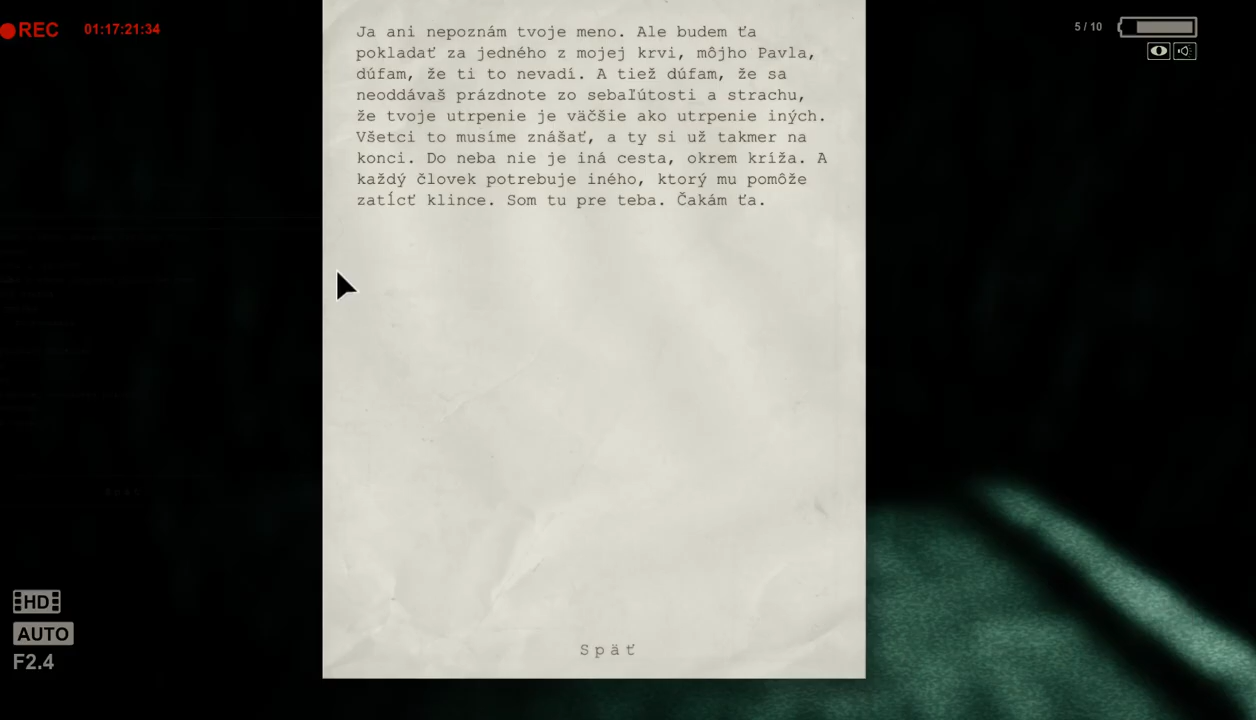 REC
01:17:21:34
5 / 10
Ja ani nepoznám tvoje meno. Ale budem ťa
pokladať za jedného z mojej krvi, môjho Pavla,
dúfam, že ti to nevadí. A tiež dúfam, že sa
neoddávaš prázdnote zo sebaľútosti a strachu,
že tvoje utrpenie je väčšie ako utrpenie iných.
Všetci to musíme znášať, a ty si už takmer na
konci. Do neba nie je iná cesta, okrem kríža. A
každý človek potrebuje iného, ktorý mu pomôže
zatĺcť klince. Som tu pre teba. Čakám ťa.
Späť
HD
AUTO
F2.4